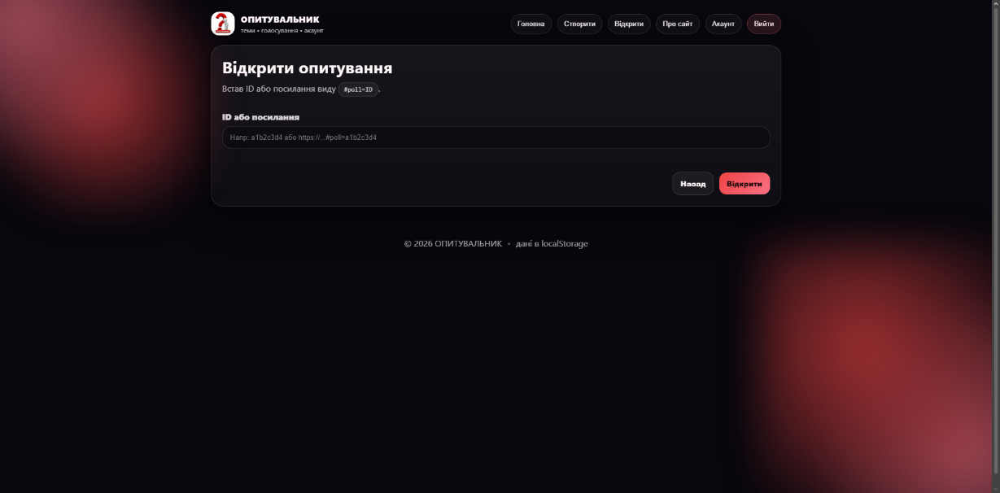 ОПИТУВАЛЬНИК
теми • голосування • акаунт
Головна
Створити
Відкрити
Про сайт
Акаунт
Вийти
Відкрити опитування
Встав ID або посилання виду #poll=ID.
ID або посилання
Напр: a1b2c3d4 або https://...#poll=a1b2c3d4
Назад
Відкрити
© 2026 ОПИТУВАЛЬНИК • дані в localStorage